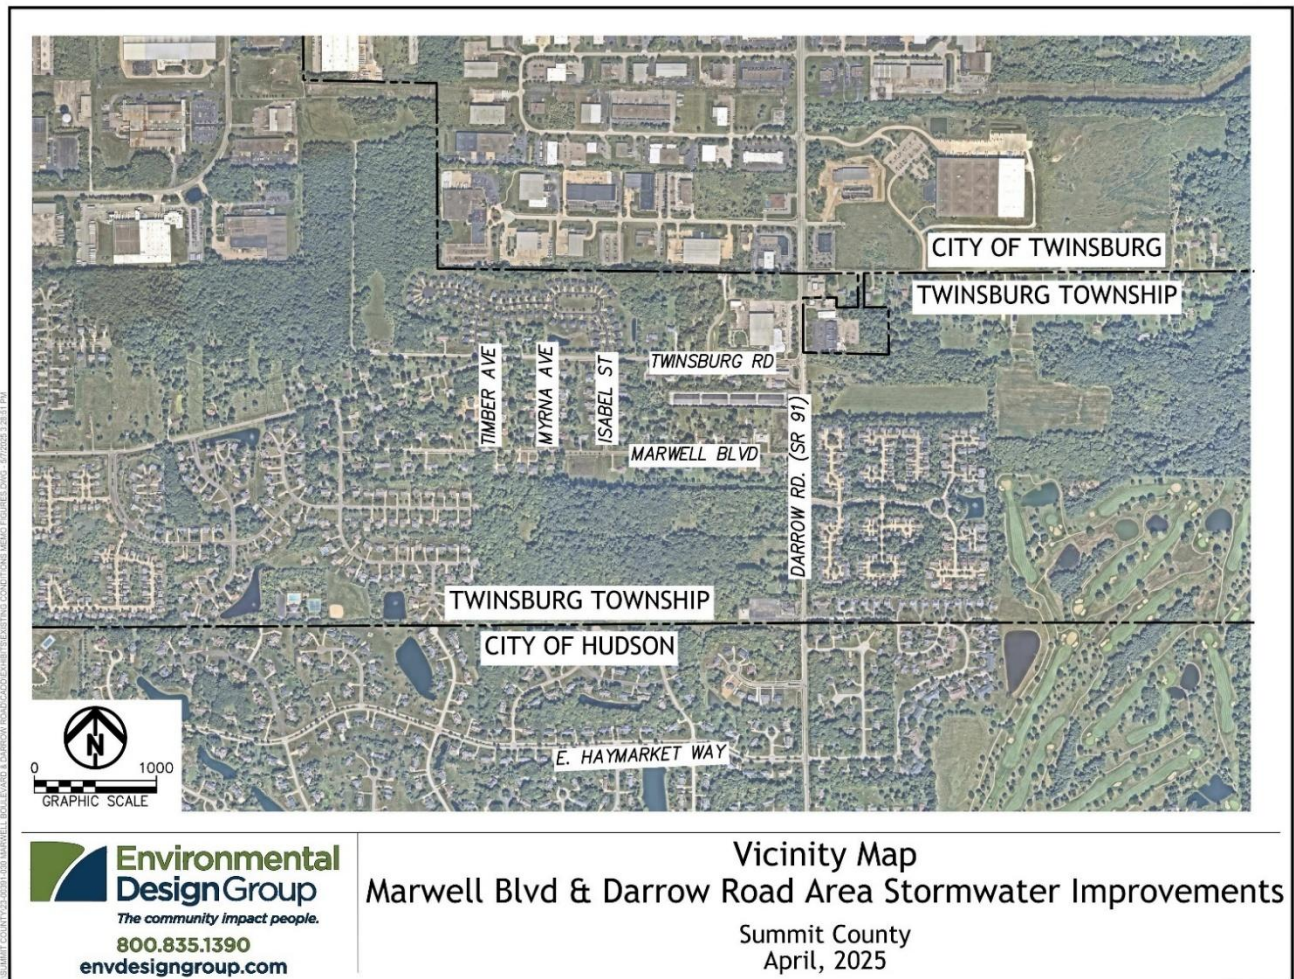 CITY OF TWINSBURG
TWINSBURG TOWNSHIP
TIMBER AVE
MYRNA AVE
ISABEL ST
TWINSBURG RD
MARWELL BLVD
DARROW RD. (SR 91)
TWINSBURG TOWNSHIP
CITY OF HUDSON
E. HAYMARKET WAY
N
0 1000
GRAPHIC SCALE
Environmental
Design Group
The community impact people.
800.835.1390
envdesigngroup.com
Vicinity Map
Marwell Blvd & Darrow Road Area Stormwater Improvements
Summit County
April, 2025